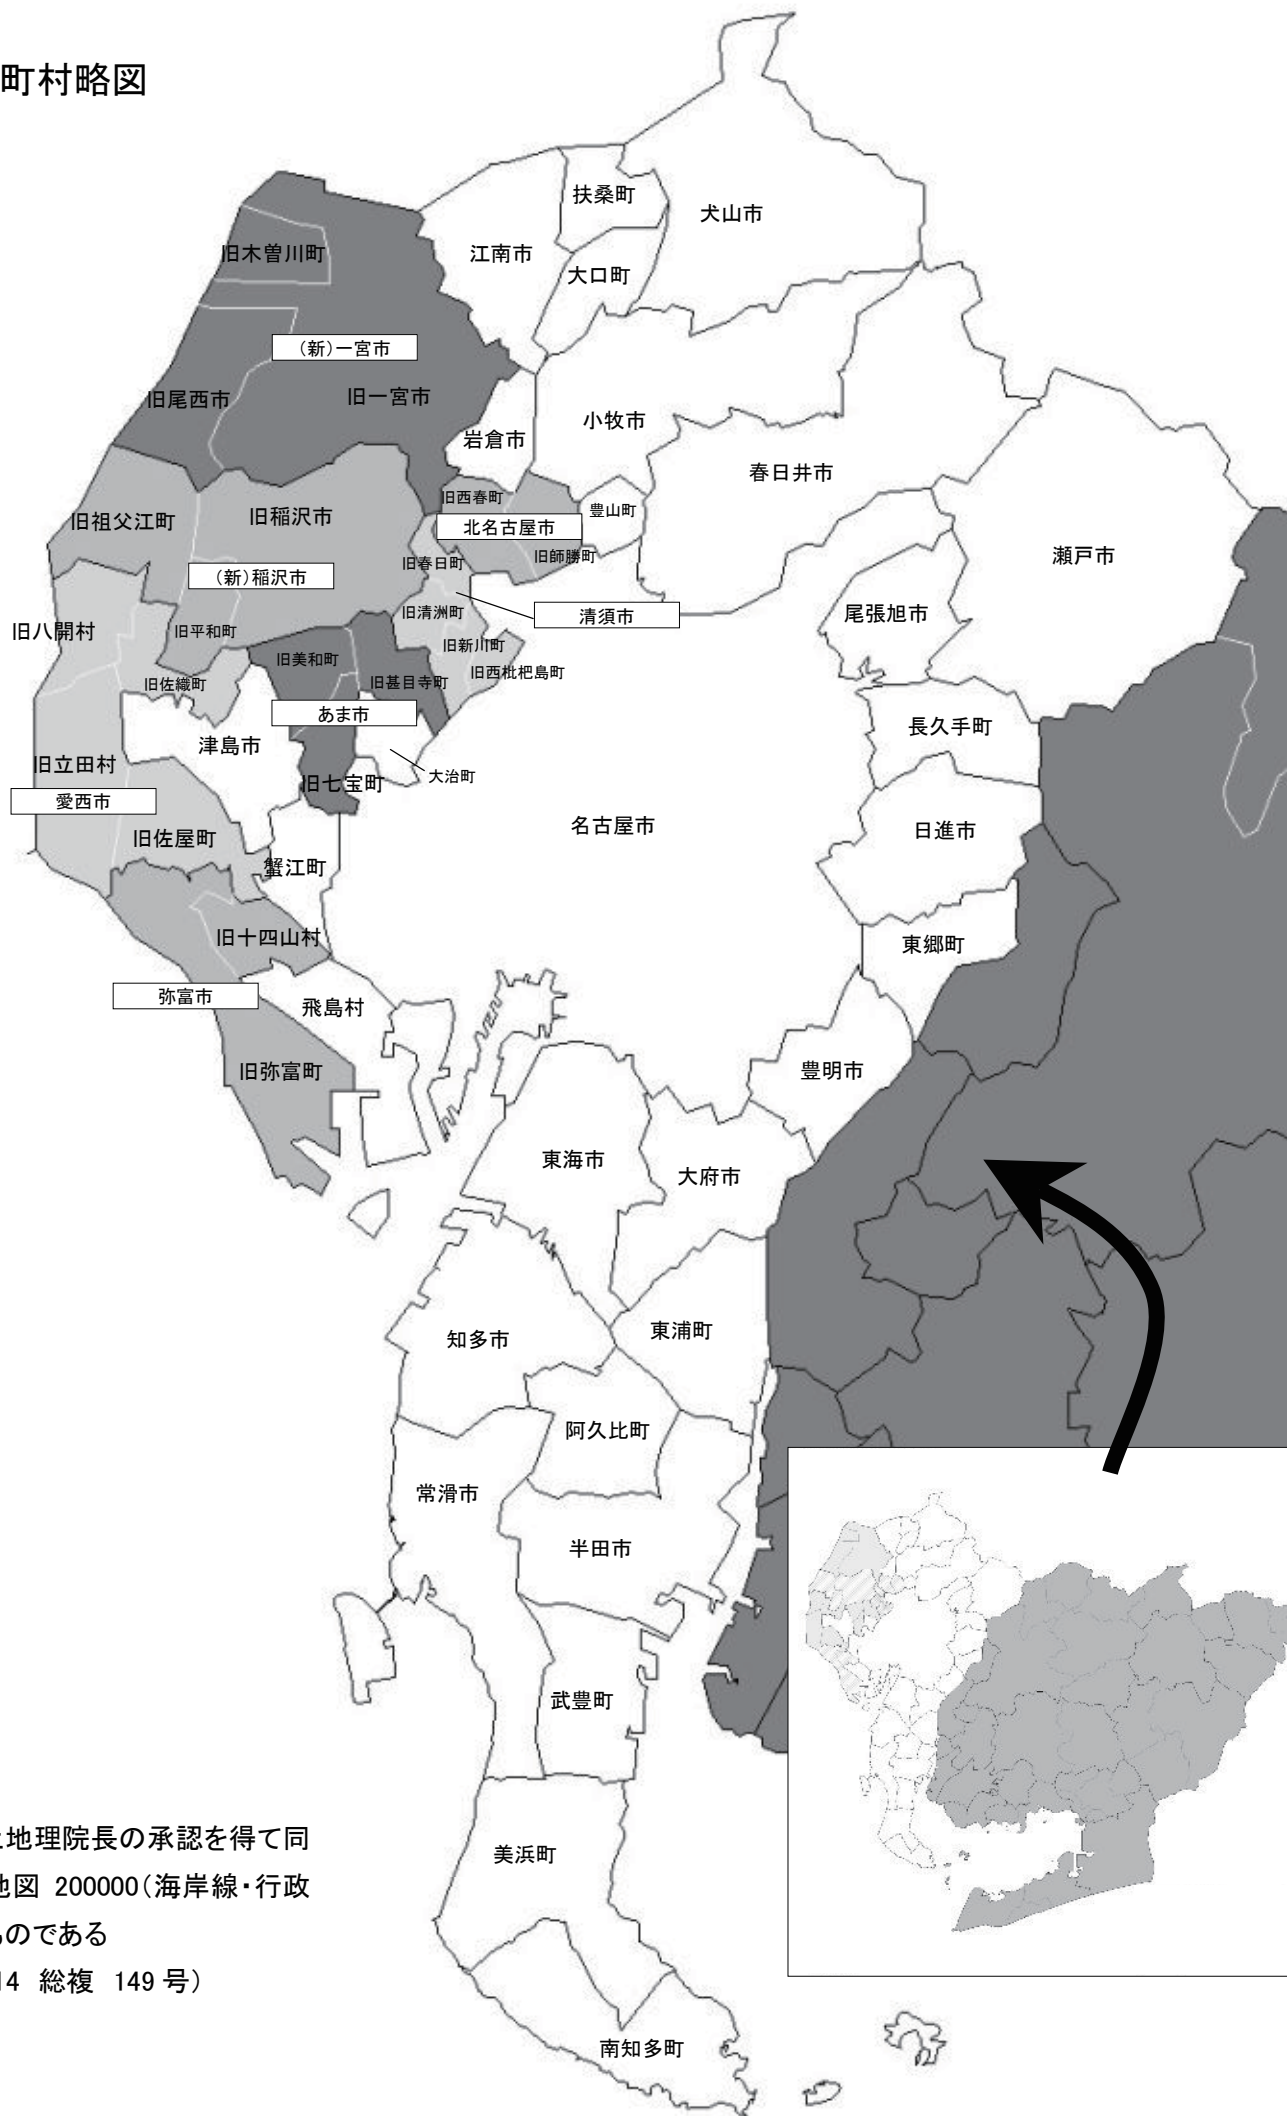 町村略図
扶桑町
犬山市
江南市
旧木曽川町
大口町
(新)一宮市
旧尾西市
旧一宮市
小牧市
岩倉市
春日井市
旧西春町
豊山町
旧祖父江町
旧稲沢市
北名古屋市
旧師勝町
瀬戸市
旧春日町
(新)稲沢市
旧清洲町
清須市
尾張旭市
旧八開村
旧平和町
旧新川町
旧美和町
旧西枇杷島町
旧佐織町
旧甚目寺町
あま市
長久手町
津島市
旧立田村
大治町
旧七宝町
愛西市
名古屋市
日進市
旧佐屋町
蟹江町
旧十四山村
東郷町
弥富市
飛島村
旧弥富町
豊明市
東海市
大府市
知多市
東浦町
阿久比町
常滑市
半田市
武豊町
地理院長の承認を得て同
美浜町
地図 200000(海岸線・行政
ものである
14 総複 149号)
南知多町